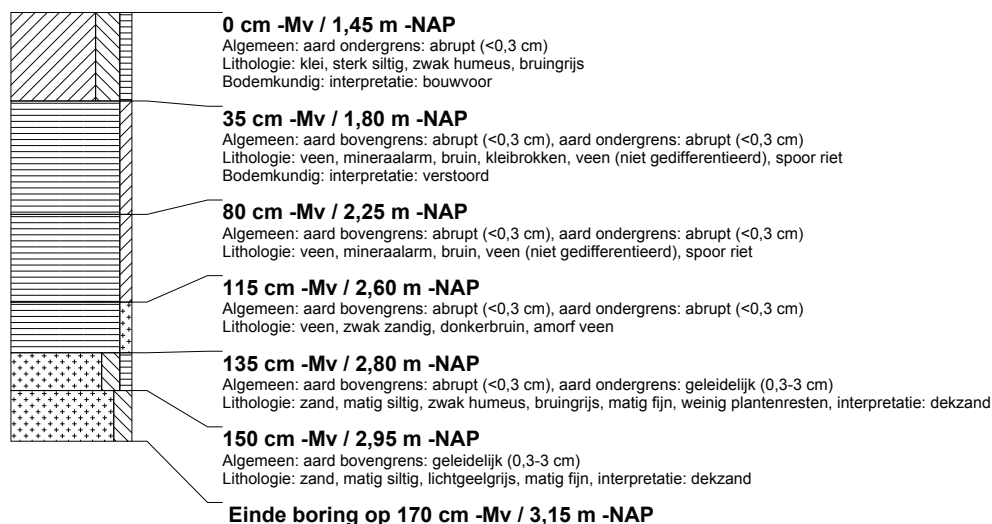 0 cm -Mv / 1,45 m -NAP
Algemeen: aard ondergrens: abrupt (<0,3 cm)
Lithologie: klei, sterk siltig, zwak humeus, bruingrijs
Bodemkundig: interpretatie: bouwvoor
35 cm -Mv / 1,80 m -NAP
Algemeen: aard bovengrens: abrupt (<0,3 cm), aard ondergrens: abrupt (<0,3 cm)
Lithologie: veen, mineraalarm, bruin, kleibrokken, veen (niet gedifferentieerd), spoor riet
Bodemkundig: interpretatie: verstoord
80 cm -Mv / 2,25 m -NAP
Algemeen: aard bovengrens: abrupt (<0,3 cm), aard ondergrens: abrupt (<0,3 cm)
Lithologie: veen, mineraalarm, bruin, veen (niet gedifferentieerd), spoor riet
115 cm -Mv / 2,60 m -NAP
Algemeen: aard bovengrens: abrupt (<0,3 cm), aard ondergrens: abrupt (<0,3 cm)
Lithologie: veen, zwak zandig, donkerbruin, amorf veen
135 cm -Mv / 2,80 m -NAP
Algemeen: aard bovengrens: abrupt (<0,3 cm), aard ondergrens: geleidelijk (0,3-3 cm)
Lithologie: zand, matig siltig, zwak humeus, bruingrijs, matig fijn, weinig plantenresten, interpretatie: dekzand
150 cm -Mv / 2,95 m -NAP
Algemeen: aard bovengrens: geleidelijk (0,3-3 cm)
Lithologie: zand, matig siltig, lichtgeelgrijs, matig fijn, interpretatie: dekzand
Einde boring op 170 cm -Mv / 3,15 m -NAP